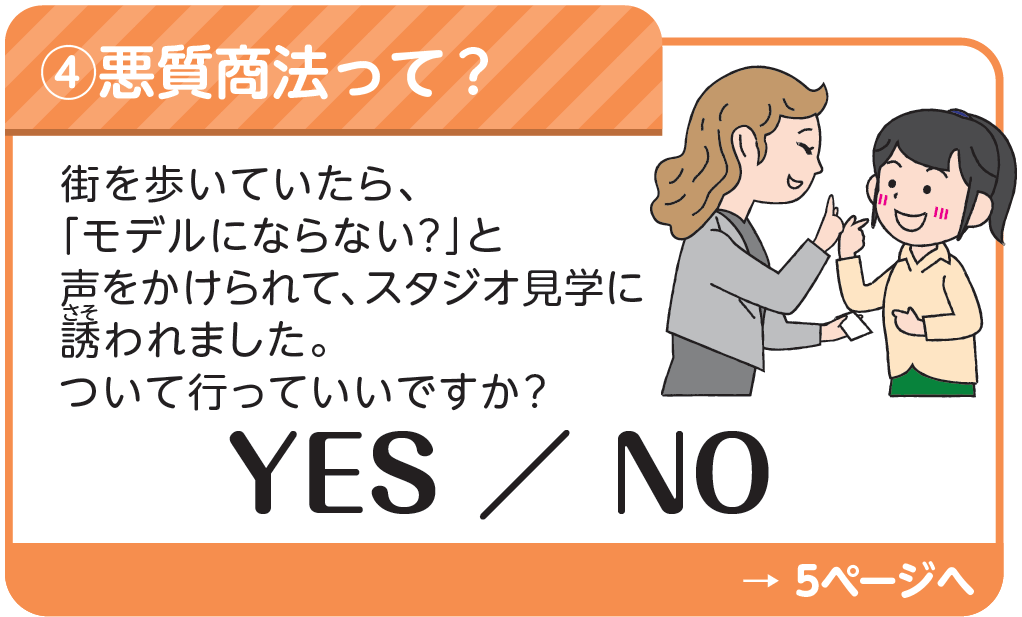 ④悪質商法って？
街を歩いていたら、
「モデルにならない?」と
声をかけられて、スタジオ見学に
さそ
誘われました。
ついて行っていいですか?
YES ／ NO
→ 5ページへ